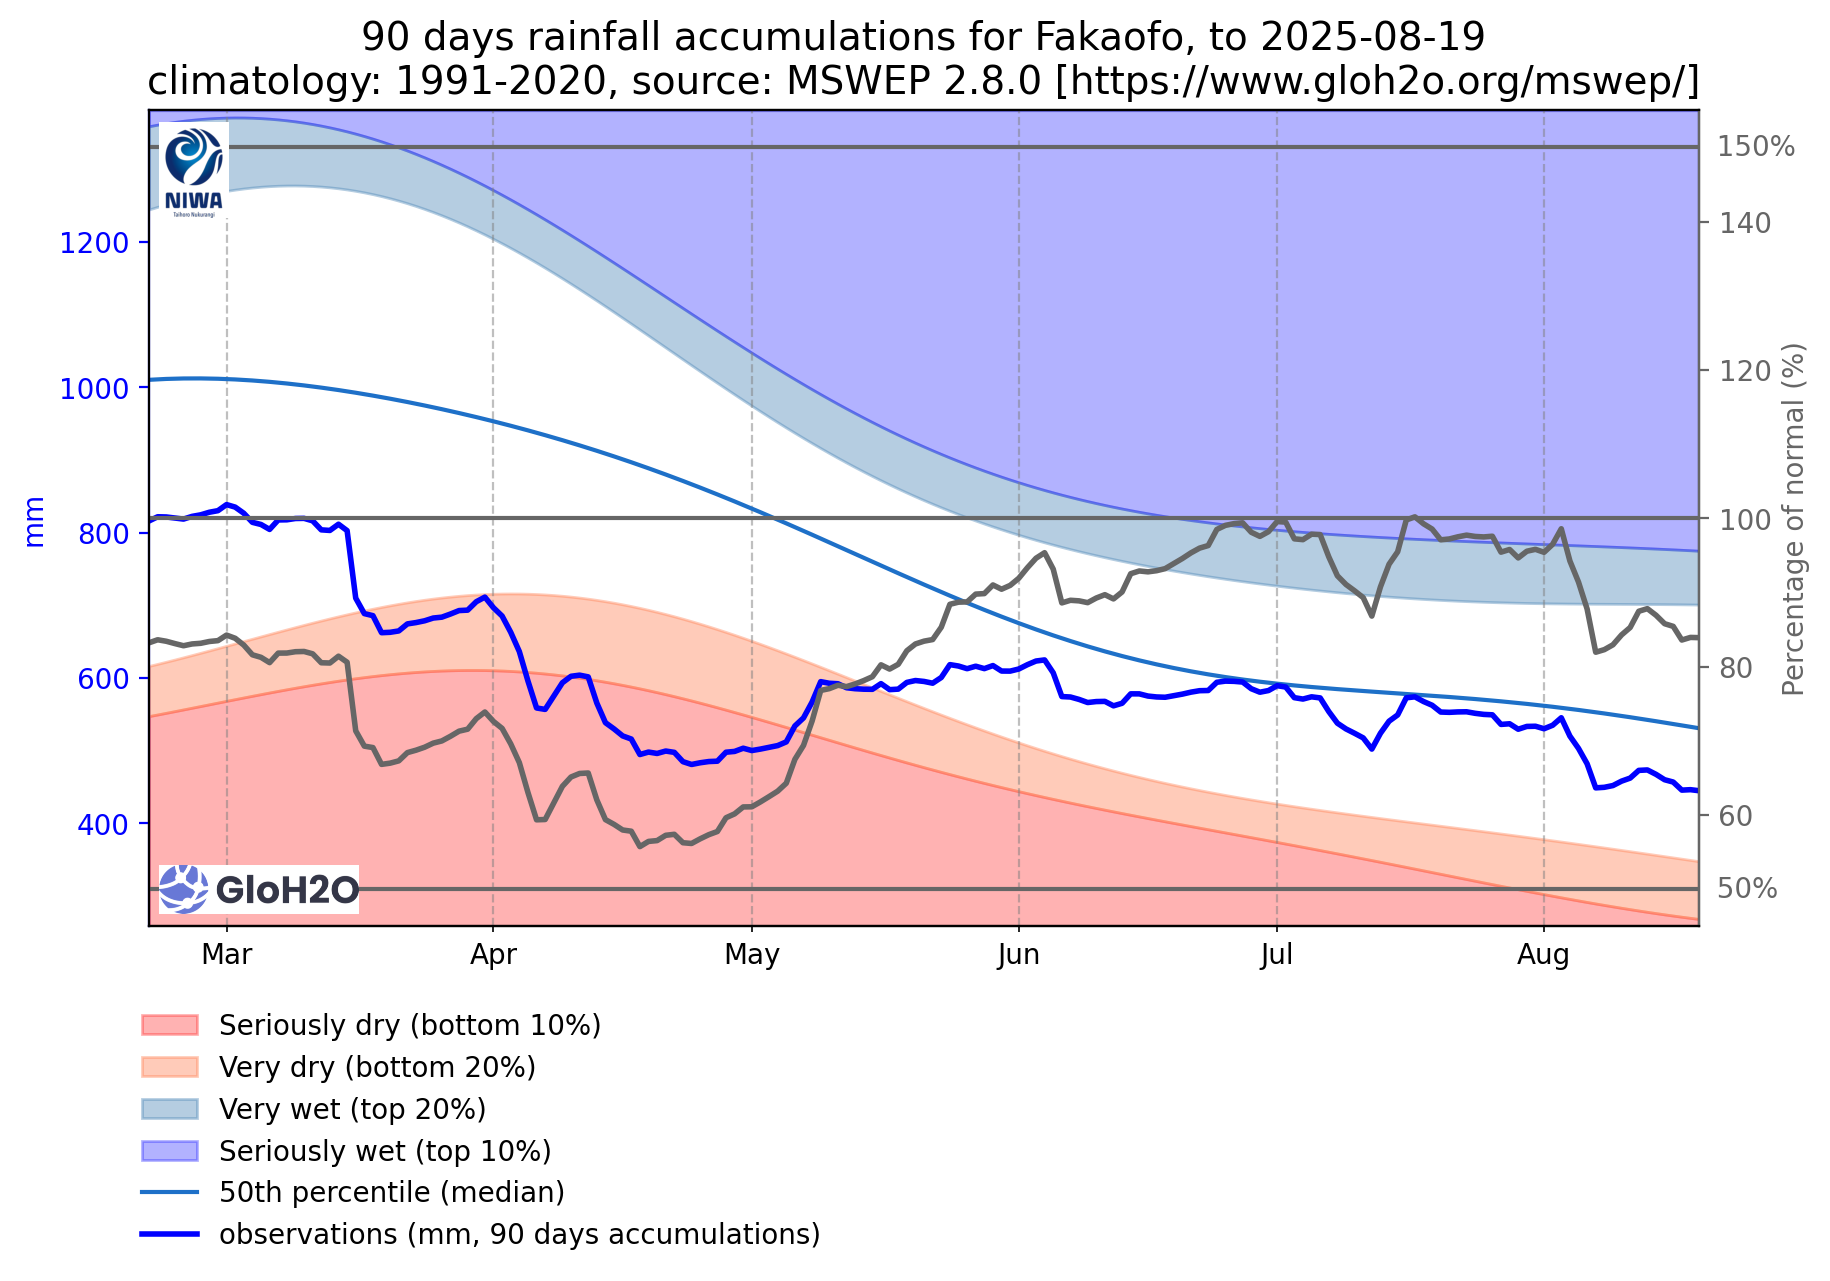 90 days rainfall accumulations for Fakaofo, to 2025-08-19
climatology: 1991-2020, source: MSWEP 2.8.0 [https://www.gloh2o.org/mswep/]
NIWA
Taihoro Nukurangi
mm
1200
1000
800
600
400
150%
140
120
100
80
60
50%
Percentage of normal (%)
GloH2O
Mar Apr May Jun Jul Aug
Seriously dry (bottom 10%)
Very dry (bottom 20%)
Very wet (top 20%)
Seriously wet (top 10%)
50th percentile (median)
observations (mm, 90 days accumulations)